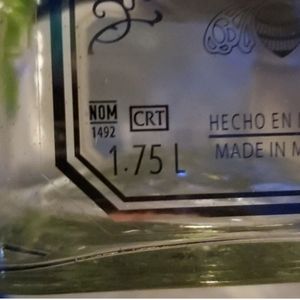 NOM CRT
1492
HECHO EN
1.75 L
MADE IN